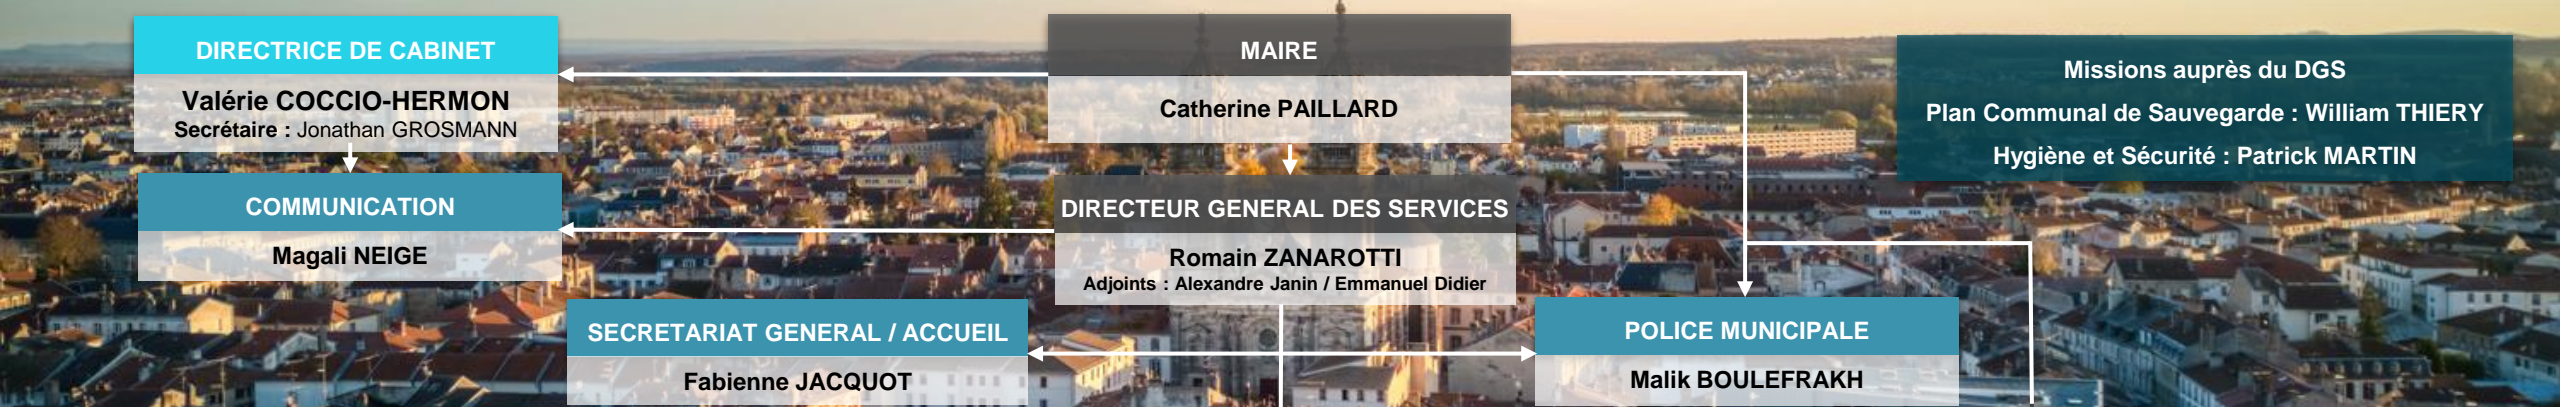 DIRECTRICE DE CABINET
Valérie COCCIO-HERMON
Secrétaire : Jonathan GROSMANN
COMMUNICATION
Magali NEIGE
MAIRE
Catherine PAILLARD
DIRECTEUR GENERAL DES SERVICES
Romain ZANAROTTI
Adjoints : Alexandre Janin / Emmanuel Didier
Missions auprès du DGS
Plan Communal de Sauvegarde : William THIERY
Hygiène et Sécurité : Patrick MARTIN
SECRETARIAT GENERAL / ACCUEIL
Fabienne JACQUOT
POLICE MUNICIPALE
Malik BOULEFRAKH